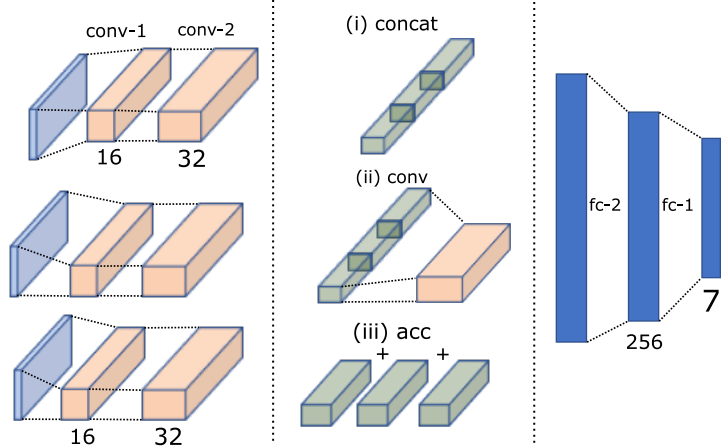 conv-1 conv-2
16 32
16 32
(i) concat
(ii) conv
(iii) acc
+ +
fc-2 fc-1
256
7